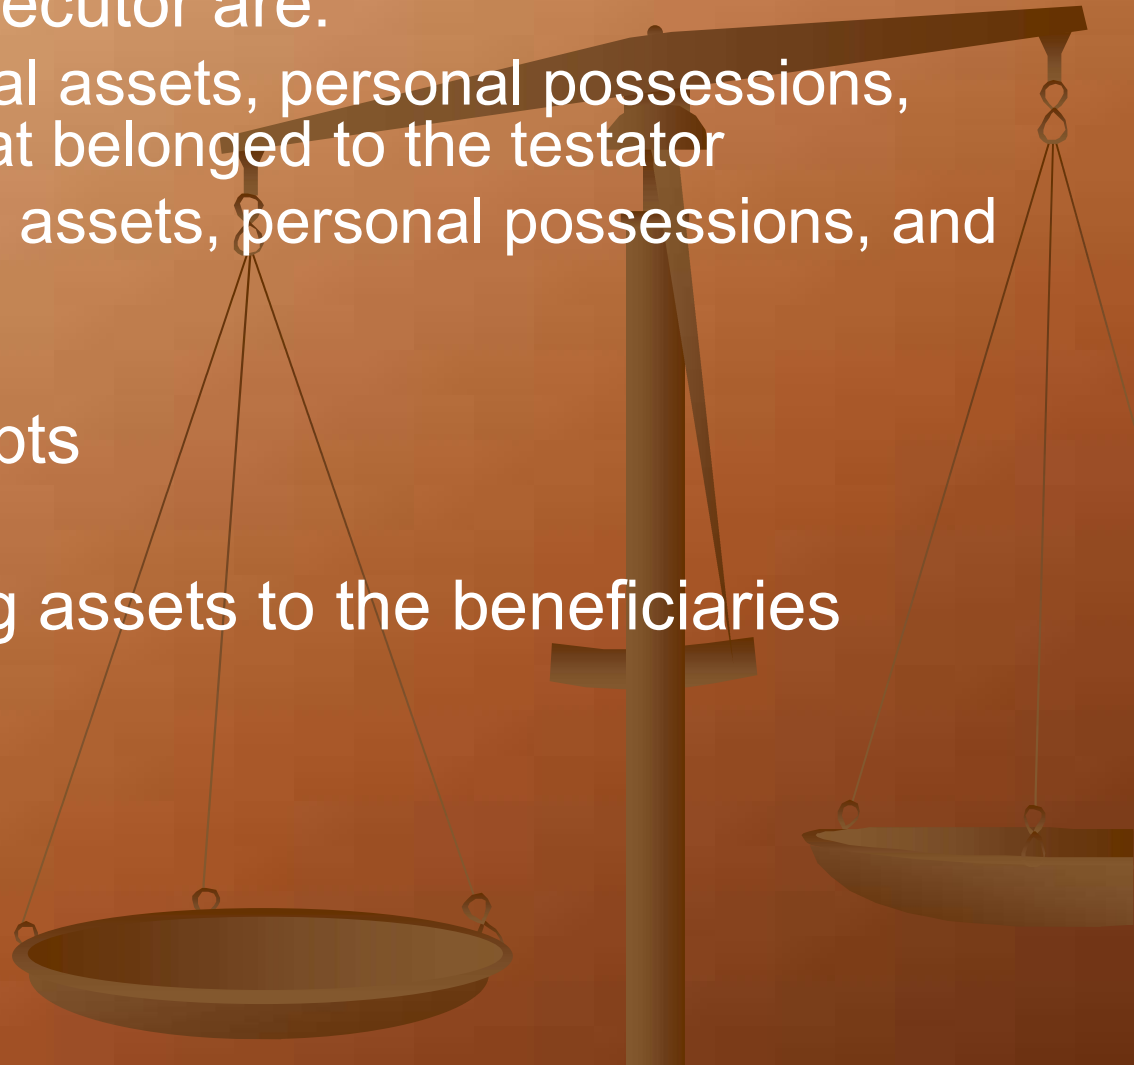 ecutor are:
al assets, personal possessions,
at belonged to the testator
assets, personal possessions, and
ots
g assets to the beneficiaries